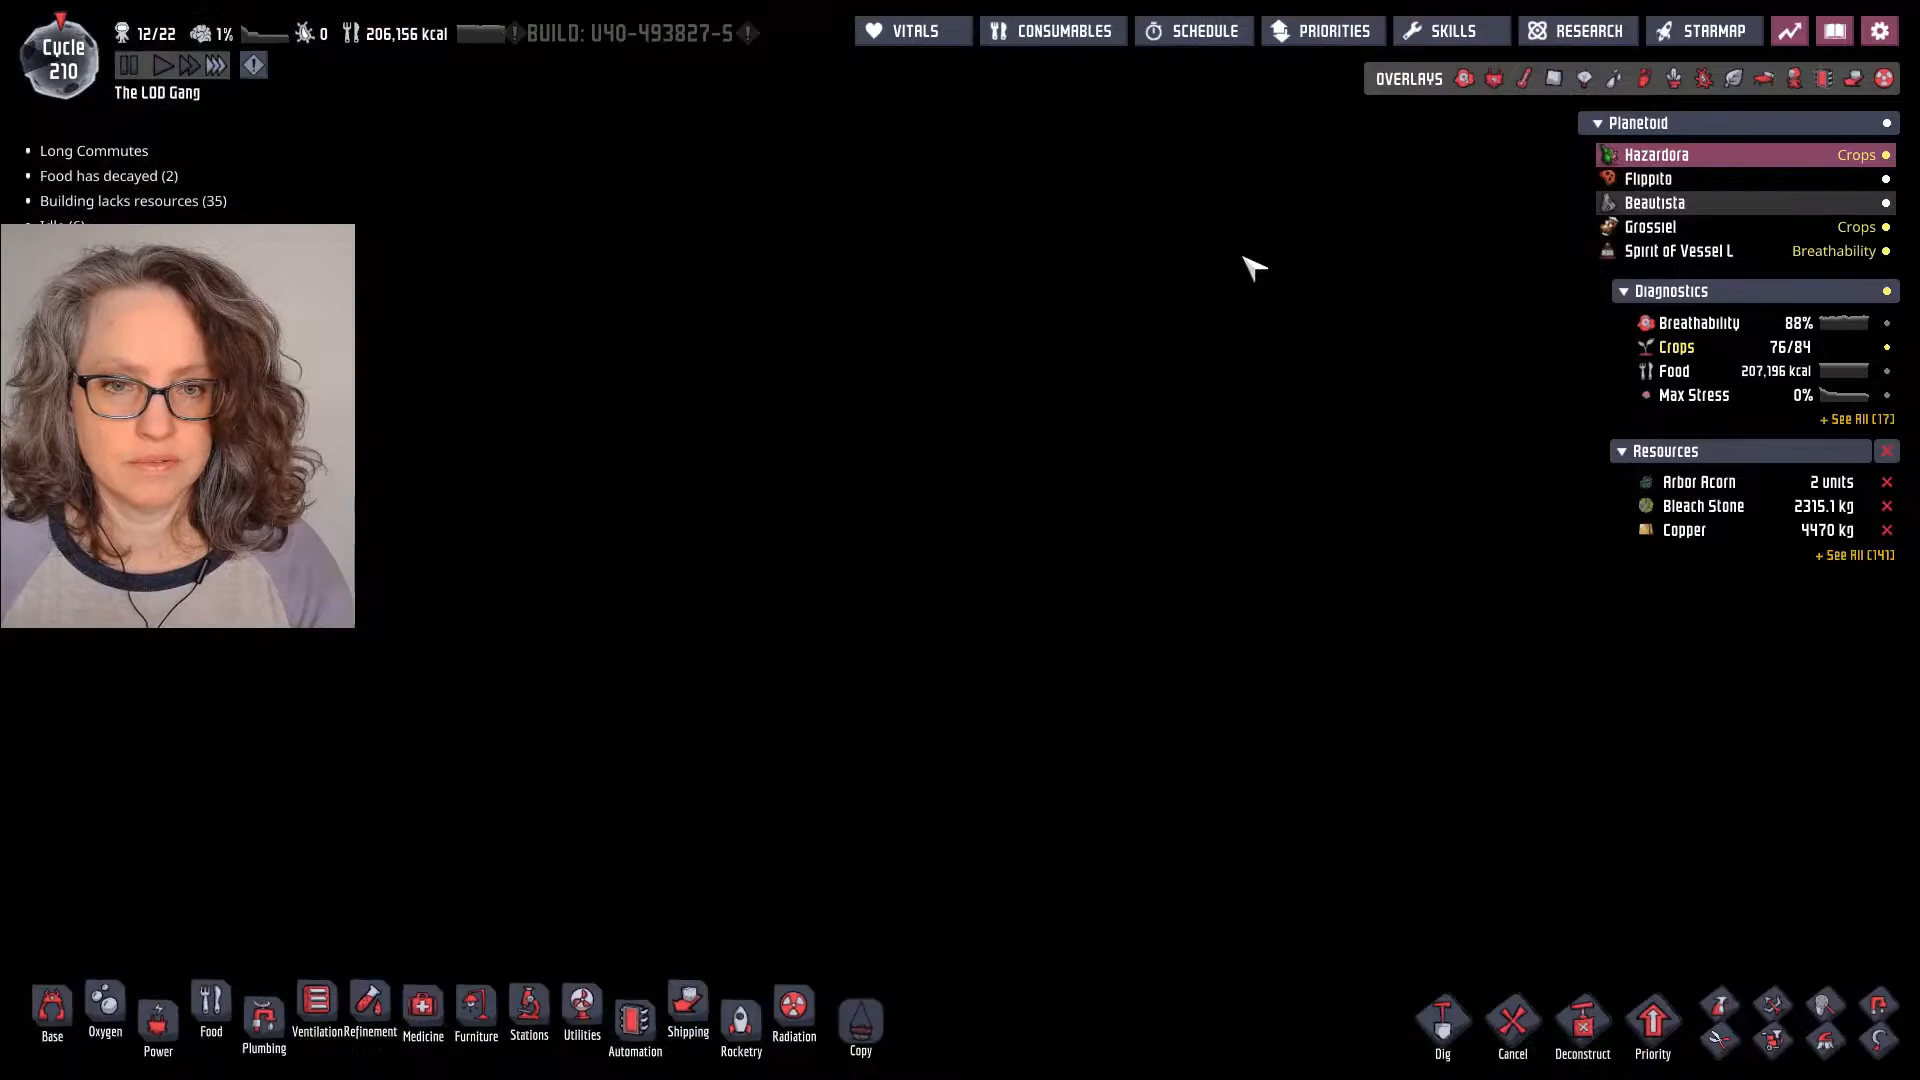 Cycle
210
12/22
1%
0
206,156 kcal
BUILD: U40-493827-S
The LOD Gang
VITALS
CONSUMABLES
SCHEDULE
PRIORITIES
SKILLS
RESEARCH
STARMAP
OVERLAYS
Long Commutes
Food has decayed (2)
Building lacks resources (35)
Planetoid
Hazardora Crops
Flippito
Beautista
Grossiel Crops
Spirit of Vessel L Breathability
Diagnostics
Breathability 88%
Crops 76/84
Food 207,196 kcal
Max Stress 0%
+ See All (17)
Resources
Arbor Acorn 2 units
Bleach Stone 2315.1 kg
Copper 4470 kg
+ See All (141)
Base
Oxygen
Power
Food
Plumbing
Ventilation
Refinement
Medicine
Furniture
Stations
Utilities
Automation
Shipping
Rocketry
Radiation
Copy
Dig
Cancel
Deconstruct
Priority